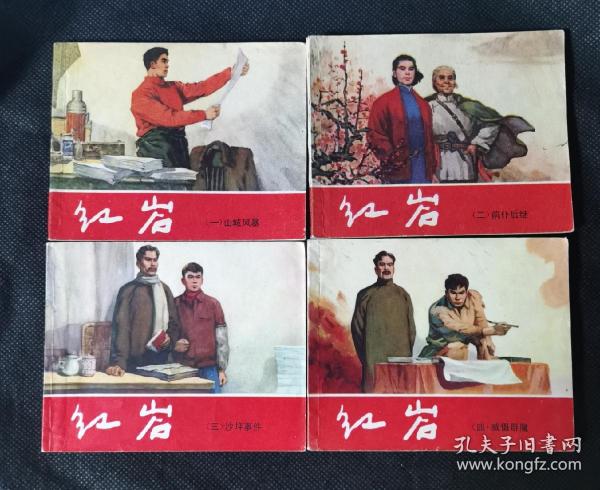 红岩
（一）山城风暴
红岩
（二）前仆后继
红岩
（三）沙坪事件
红岩
（四）威慑群魔
孔夫子旧书网
www.kongfz.com